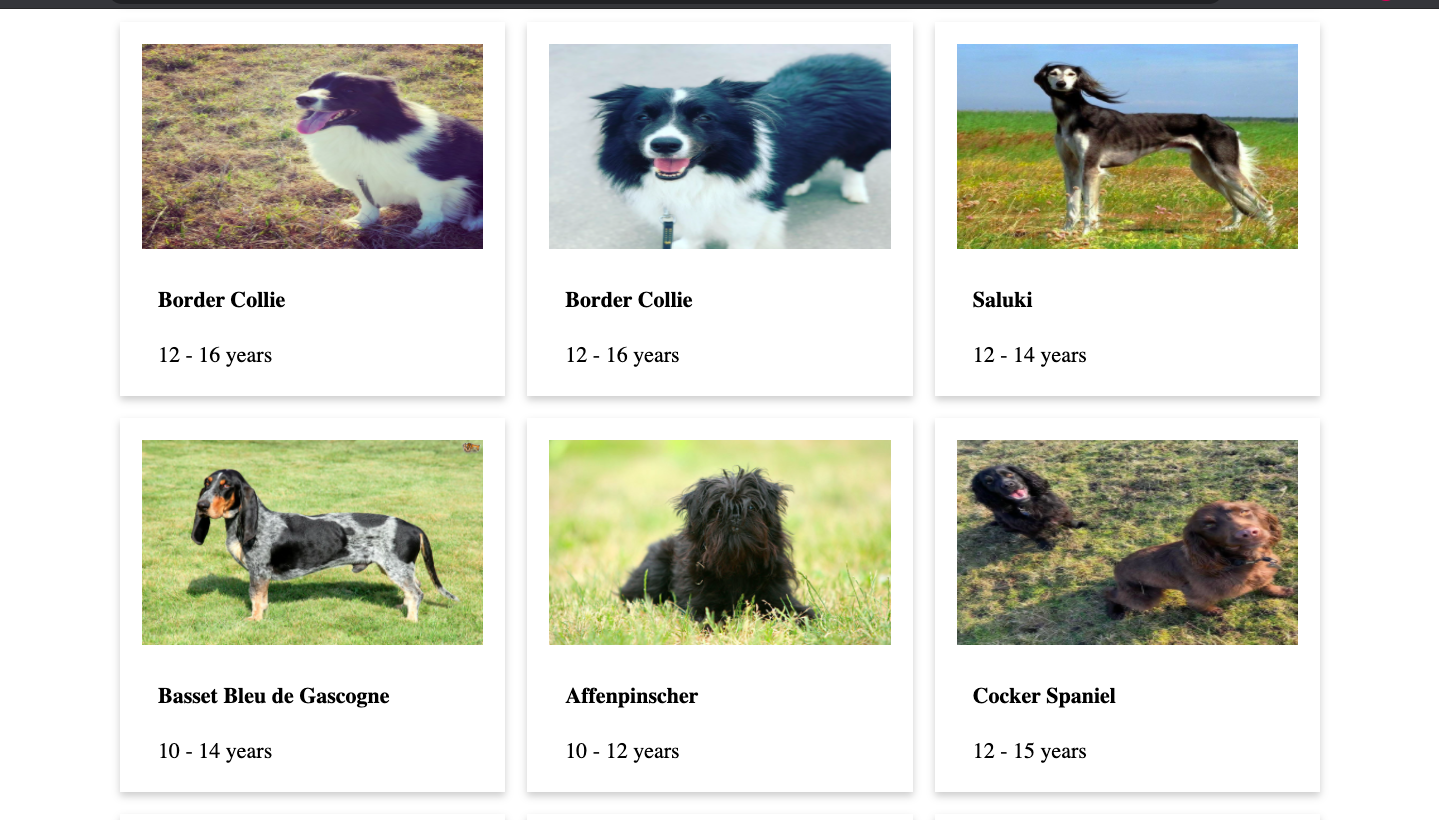 Border Collie
12 - 16 years
Border Collie
12 - 16 years
Saluki
12 - 14 years
Basset Bleu de Gascogne
10 - 14 years
Affenpinscher
10 - 12 years
Cocker Spaniel
12 - 15 years